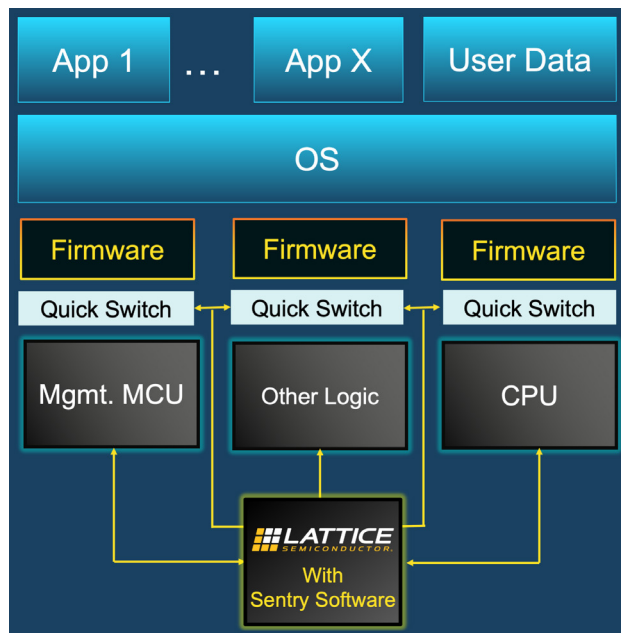 App 1 ... App X User Data
OS
Firmware Firmware Firmware
Quick Switch Quick Switch Quick Switch
Mgmt. MCU Other Logic CPU
LATTICE
SEMICONDUCTOR.
With
Sentry Software